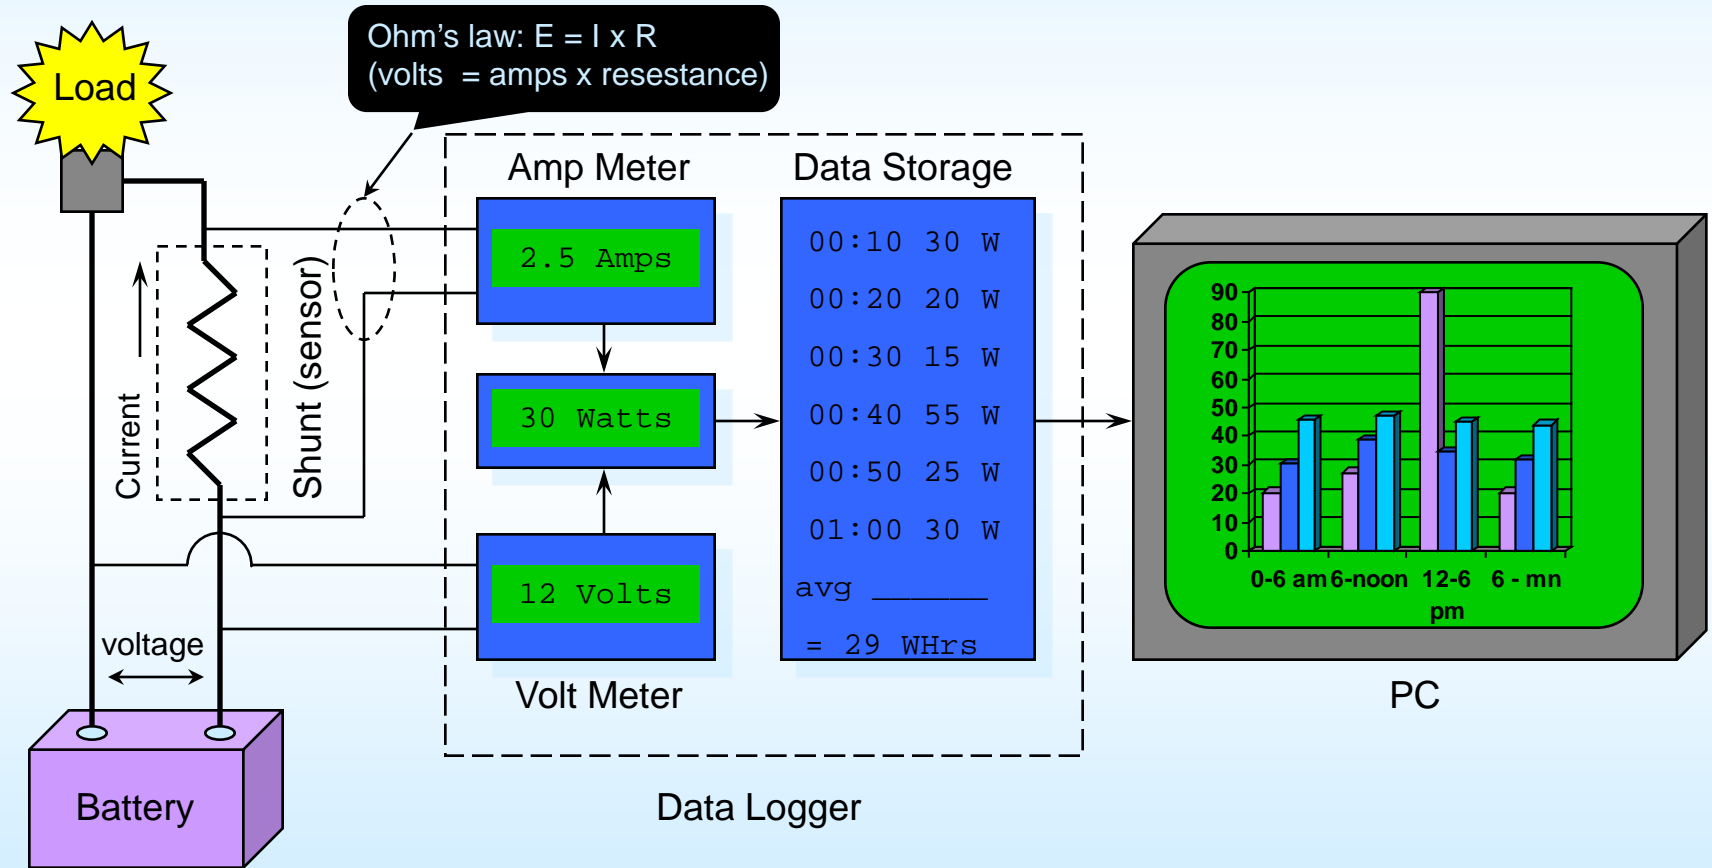 Ohm's law: E = I x R
(volts = amps x resestance)
Load
Current
Shunt (sensor)
voltage
Battery
Amp Meter
2.5 Amps
30 Watts
12 Volts
Volt Meter
Data Storage
00:10 30 W
00:20 20 W
00:30 15 W
00:40 55 W
00:50 25 W
01:00 30 W
avg ______
= 29 WHrs
Data Logger
90
80
70
60
50
40
30
20
10
0
0-6 am 6-noon 12-6 6 - mn
pm
PC